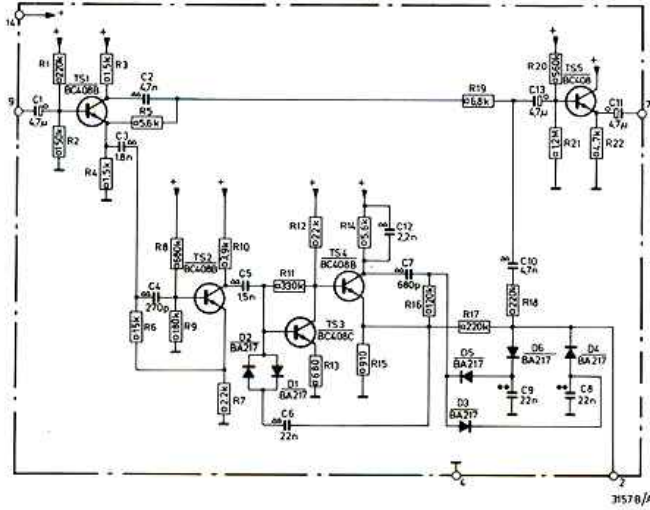 14 +
+ + +
R1 220k
R3 1,5k
TS1
BC408B
C2
47n
R5
5,6k
9
C1
4,7µ
R2 150k
C3
1,8n
R4 1,5k
R19
6,8k
R20 560k
C13
4,7µ
TS5
BC408
C11
4,7µ
7
1,2M
R21
4,7k
R22
+ + + +
R8 680k
R10 3,9k
TS2
BC408B
C4
270p
R6 15k
R9 180k
C5
1,5n
R7 2,2k
R11
330k
R12 22k
R14 5,6k
TS4
BC408B
C12
2,2n
C7
680p
R16 120k
TS3
BC408C
R13 680
R15 910
D2
BA217
D1
BA217
C6
22n
R17
220k
C10
47n
220k
R18
D5
BA217
D6
BA217
D4
BA217
C9
22n
C8
22n
D3
BA217
4
2
31578/A